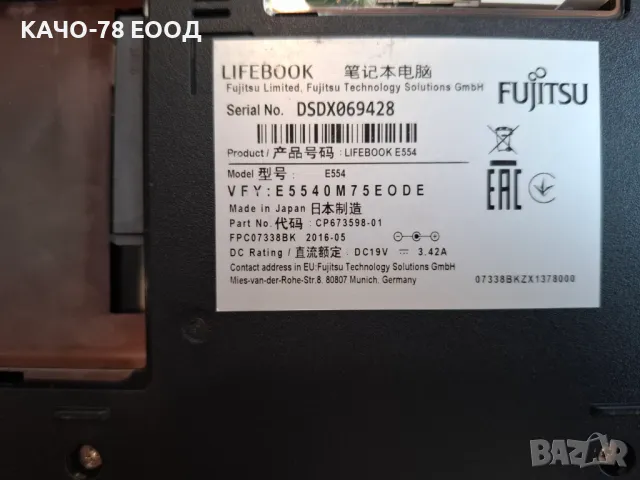 КАЧО-78 ЕООД
LIFEBOOK 笔记本电脑
Fujitsu Limited, Fujitsu Technology Solutions GmbH
FUJITSU
Serial No. DSDX069428
Product / 产品号码 : LIFEBOOK E554
Model 型号 : E554
VFY:E5540M75EODE
Made in Japan 日本制造
Part No. 代码 : CP673598-01
FPC07338BK 2016-05
DC Rating / 直流额定 : DC19V ⎓ 3.42A
Contact address in EU:Fujitsu Technology Solutions GmbH
Mies-van-der-Rohe-Str.8. 80807 Munich, Germany
EAC
07338BKZX1378000
BAZAR